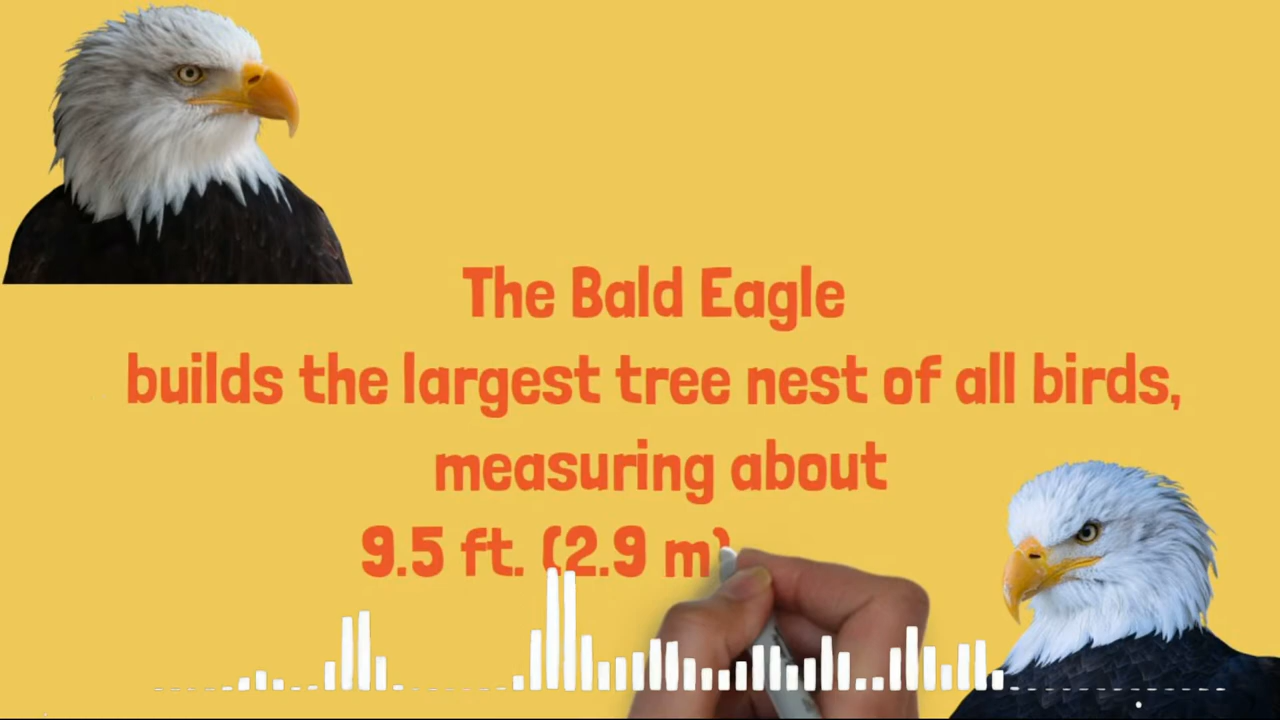 The Bald Eagle
builds the largest tree nest of all birds,
measuring about
9.5 ft. (2.9 m)